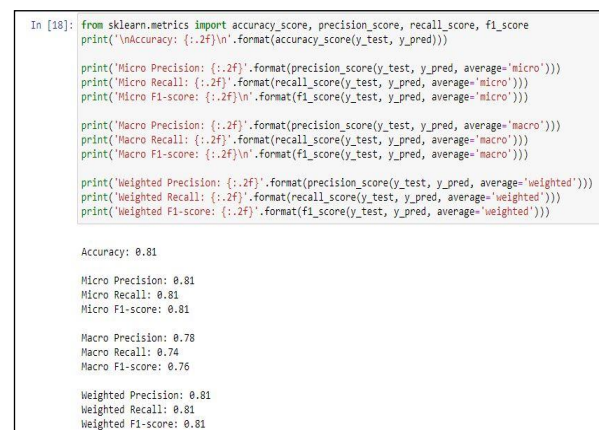 In [18]: from sklearn.metrics import accuracy_score, precision_score, recall_score, f1_score
print('\nAccuracy: {:.2f}\n'.format(accuracy_score(y_test, y_pred)))

print('Micro Precision: {:.2f}'.format(precision_score(y_test, y_pred, average='micro')))
print('Micro Recall: {:.2f}'.format(recall_score(y_test, y_pred, average='micro')))
print('Micro F1-score: {:.2f}\n'.format(f1_score(y_test, y_pred, average='micro')))

print('Macro Precision: {:.2f}'.format(precision_score(y_test, y_pred, average='macro')))
print('Macro Recall: {:.2f}'.format(recall_score(y_test, y_pred, average='macro')))
print('Macro F1-score: {:.2f}\n'.format(f1_score(y_test, y_pred, average='macro')))

print('Weighted Precision: {:.2f}'.format(precision_score(y_test, y_pred, average='weighted')))
print('Weighted Recall: {:.2f}'.format(recall_score(y_test, y_pred, average='weighted')))
print('Weighted F1-score: {:.2f}'.format(f1_score(y_test, y_pred, average='weighted')))

Accuracy: 0.81

Micro Precision: 0.81
Micro Recall: 0.81
Micro F1-score: 0.81

Macro Precision: 0.78
Macro Recall: 0.74
Macro F1-score: 0.76

Weighted Precision: 0.81
Weighted Recall: 0.81
Weighted F1-score: 0.81